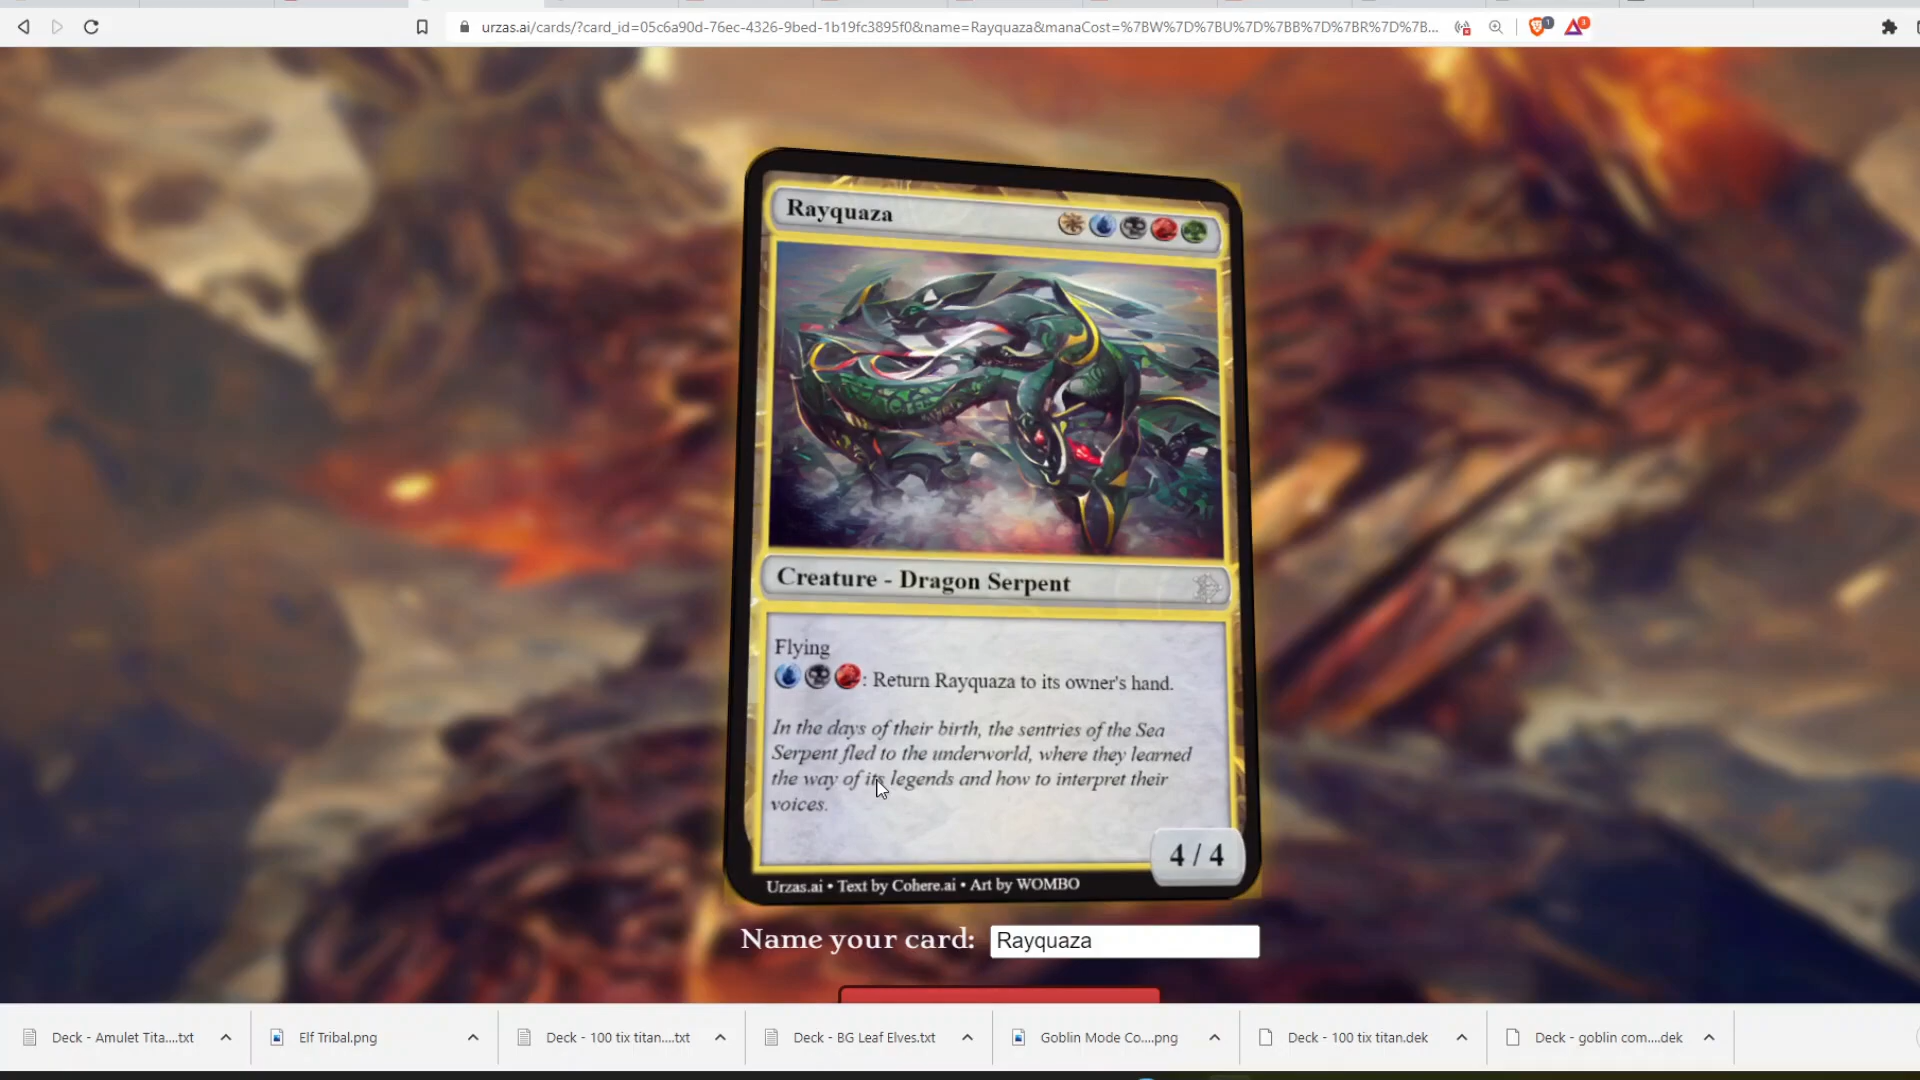 urzas.ai/cards/?card_id=05c6a90d-76ec-4326-9bed-1b19fc3895f0&name=Rayquaza&manaCost=%7BW%7D%7BU%7D%7BB%7D%7BR%7D%7B...
1
3
Rayquaza
Creature - Dragon Serpent
Flying
: Return Rayquaza to its owner's hand.
In the days of their birth, the sentries of the Sea
Serpent fled to the underworld, where they learned
the way of its legends and how to interpret their
voices.
4 / 4
Urzas.ai • Text by Cohere.ai • Art by WOMBO
Name your card: Rayquaza
Deck - Amulet Tita....txt
Elf Tribal.png
Deck - 100 tix titan....txt
Deck - BG Leaf Elves.txt
Goblin Mode Co....png
Deck - 100 tix titan.dek
Deck - goblin com....dek